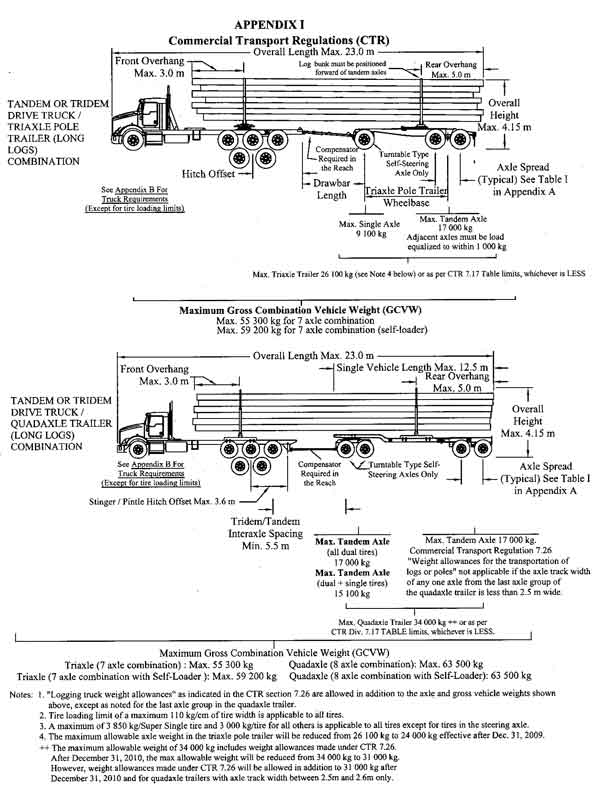 APPENDIX I
Commercial Transport Regulations (CTR)
Overall Length Max. 23.0 m
Front Overhang
Max. 3.0 m
Log bunk must be positioned
forward of tandem axles
Rear Overhang
Max. 5.0 m
TANDEM OR TRIDEM
DRIVE TRUCK /
TRIAXLE POLE
TRAILER (LONG
LOGS)
COMBINATION
Overall
Height
Max. 4.15 m
Compensator
Required in
the Reach
Turntable Type
Self-Steering
Axle Only
Hitch Offset
Axle Spread
(Typical) See Table I
in Appendix A
See Appendix B For
Truck Requirements
(Except for tire loading limits)
Drawbar
Length
Triaxle Pole Trailer
Wheelbase
Max. Single Axle
9 100 kg
Max. Tandem Axle
17 000 kg
Adjacent axles must be load
equalized to within 1 000 kg
Max. Triaxle Trailer 26 100 kg (see Note 4 below) or as per CTR 7.17 Table limits, whichever is LESS
Maximum Gross Combination Vehicle Weight (GCVW)
Max. 55 300 kg for 7 axle combination
Max. 59 200 kg for 7 axle combination (self-loader)
Overall Length Max. 23.0 m
Front Overhang
Max. 3.0 m
Single Vehicle Length Max. 12.5 m
Rear Overhang
Max. 5.0 m
TANDEM OR TRIDEM
DRIVE TRUCK /
QUADAXLE TRAILER
(LONG LOGS)
COMBINATION
Overall
Height
Max. 4.15 m
See Appendix B For
Truck Requirements
(Except for tire loading limits)
Compensator
Required in
the Reach
Turntable Type Self-
Steering Axles Only
Axle Spread
(Typical) See Table I
in Appendix A
Stinger / Pintle Hitch Offset Max. 3.6 m
Tridem/Tandem
Interaxle Spacing
Min. 5.5 m
Max. Tandem Axle
(all dual tires)
17 000 kg
Max. Tandem Axle
(dual + single tires)
15 100 kg
Max. Tandem Axle 17 000 kg.
Commercial Transport Regulation 7.26
"Weight allowances for the transportation of
logs or poles" not applicable if the axle track width
of any one axle from the last axle group of
the quadaxle trailer is less than 2.5 m wide.
Max. Quadaxle Trailer 34 000 kg ++ or as per
CTR Div. 7.17 TABLE limits, whichever is LESS.
Maximum Gross Combination Vehicle Weight (GCVW)
Triaxle (7 axle combination) : Max. 55 300 kg Quadaxle (8 axle combination): Max. 63 500 kg
Triaxle (7 axle combination with Self-Loader ): Max. 59 200 kg Quadaxle (8 axle combination with Self-Loader): 63 500 kg
Notes: 1. "Logging truck weight allowances" as indicated in the CTR section 7.26 are allowed in addition to the axle and gross vehicle weights shown
above, except as noted for the last axle group in the quadaxle trailer.
2. Tire loading limit of a maximum 110 kg/cm of tire width is applicable to all tires.
3. A maximum of 3 850 kg/Super Single tire and 3 000 kg/tire for all others is applicable to all tires except for tires in the steering axle.
4. The maximum allowable axle weight in the triaxle pole trailer will be reduced from 26 100 kg to 24 000 kg effective after Dec. 31, 2009.
++ The maximum allowable weight of 34 000 kg includes weight allowances made under CTR 7.26.
After December 31, 2010, the max allowable weight will be reduced from 34 000 kg to 31 000 kg.
However, weight allowances made under CTR 7.26 will be allowed in addition to 31 000 kg after
December 31, 2010 and for quadaxle trailers with axle track width between 2.5m and 2.6m only.